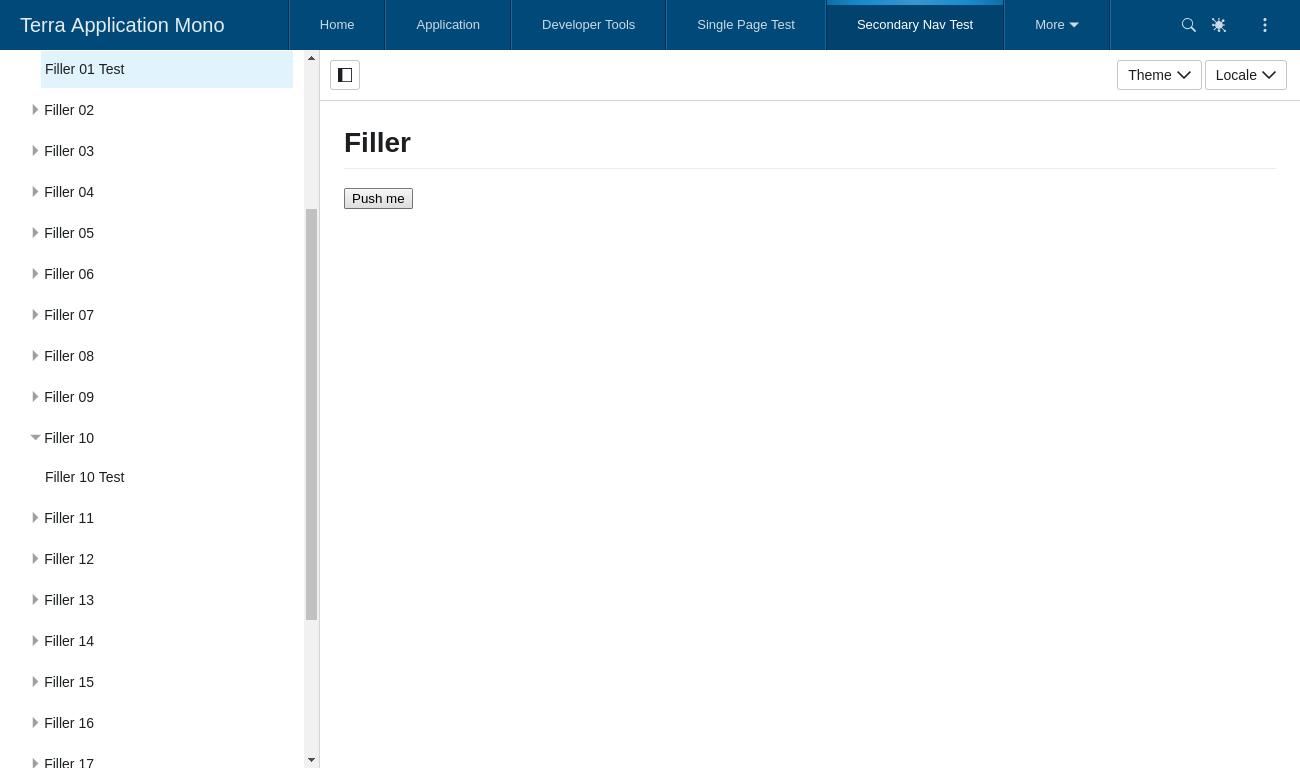 Terra Application Mono
Home
Application
Developer Tools
Single Page Test
Secondary Nav Test
More
Filler 01 Test
Filler 02
Filler 03
Filler 04
Filler 05
Filler 06
Filler 07
Filler 08
Filler 09
Filler 10
Filler 10 Test
Filler 11
Filler 12
Filler 13
Filler 14
Filler 15
Filler 16
Filler 17
Theme
Locale
Filler
Push me